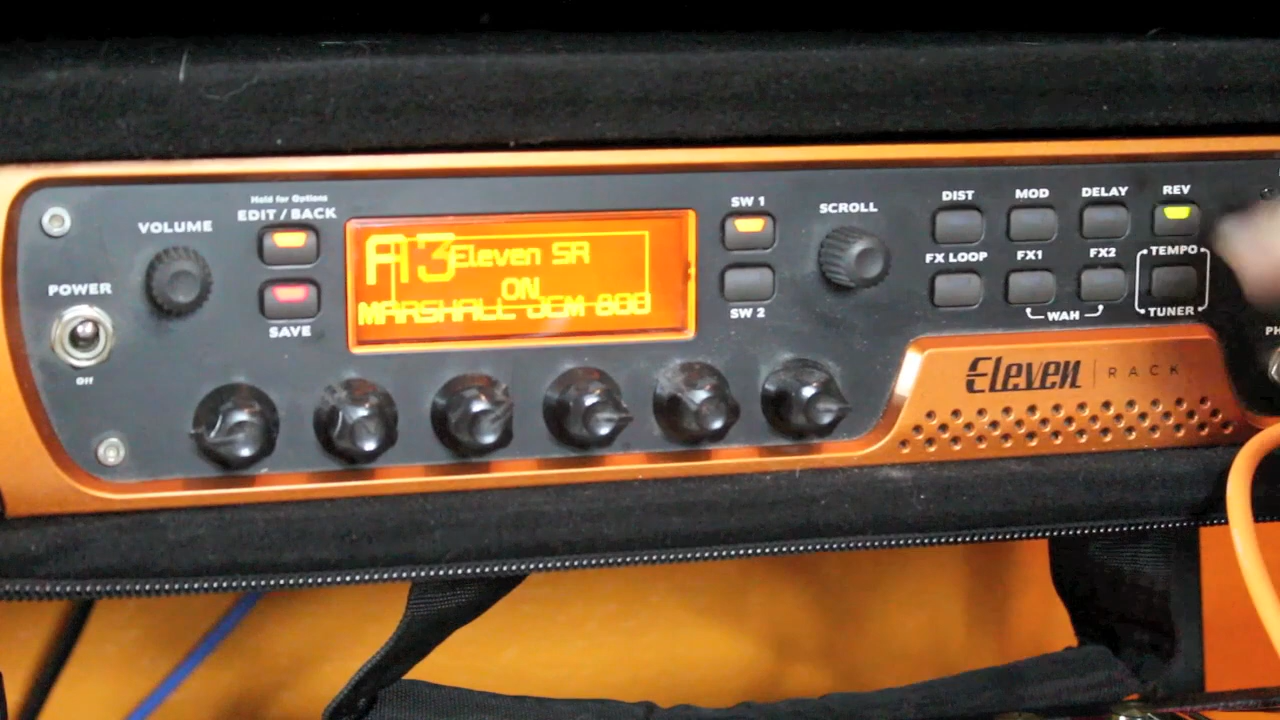 VOLUME
Hold for Options
EDIT / BACK
SAVE
POWER
Off
A3 Eleven SR
ON
MARSHALL JCM 800
SW 1
SW 2
SCROLL
DIST MOD DELAY REV
FX LOOP FX1 FX2 TEMPO
WAH TUNER
Eleven | RACK
PH